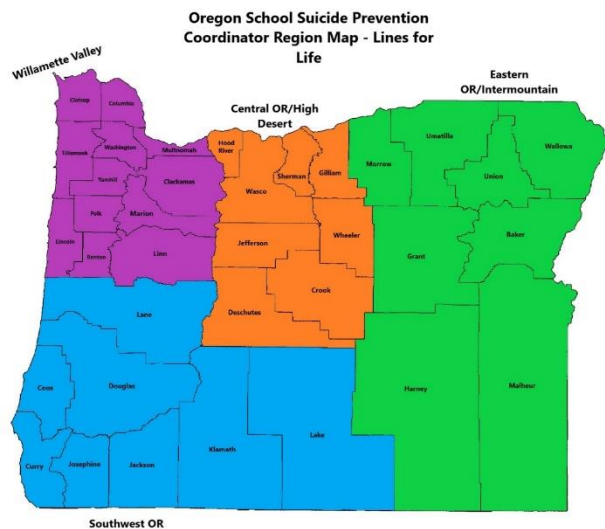 Oregon School Suicide Prevention
Coordinator Region Map - Lines for
Life
Willamette Valley
Central OR/High
Desert
Eastern
OR/Intermountain
Clatsop
Columbia
Tillamook
Washington
Multnomah
Yamhill
Clackamas
Polk
Marion
Lincoln
Benton
Linn
Hood
River
Wasco
Sherman
Gilliam
Jefferson
Wheeler
Crook
Deschutes
Morrow
Umatilla
Union
Wallowa
Grant
Baker
Harney
Malheur
Lane
Coos
Douglas
Curry
Josephine
Jackson
Klamath
Lake
Southwest OR